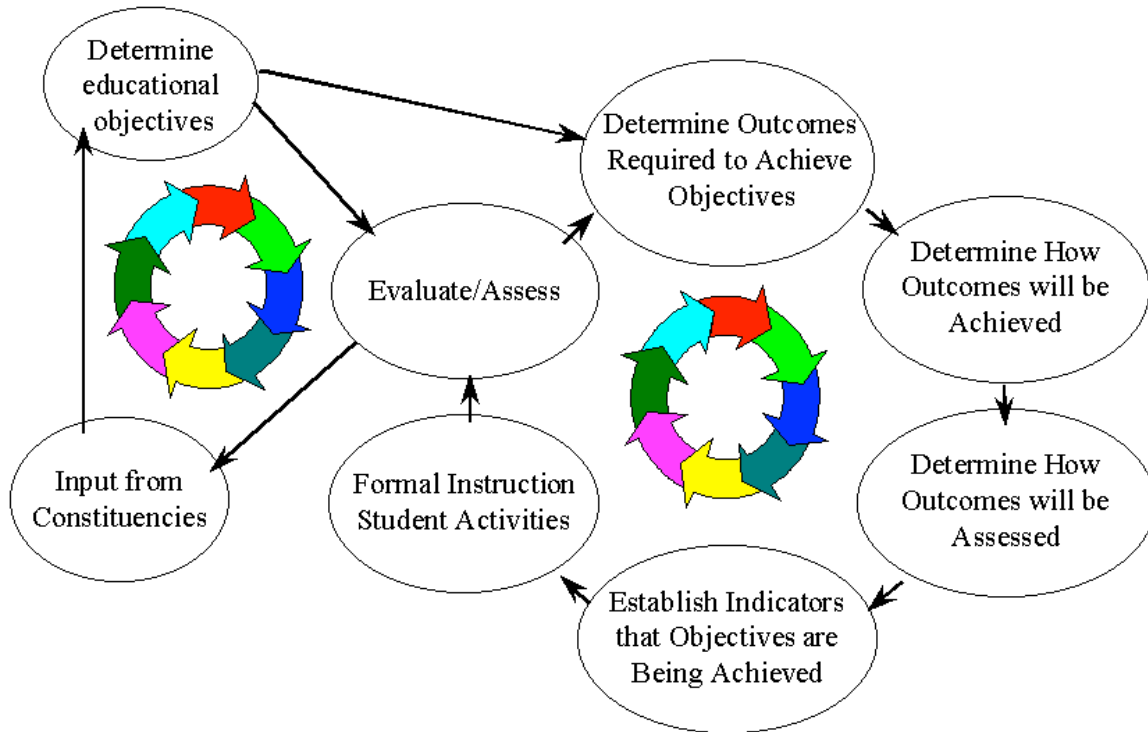 Determine
educational
objectives
Determine Outcomes
Required to Achieve
Objectives
Evaluate/Assess
Determine How
Outcomes will be
Achieved
Input from
Constituencies
Formal Instruction
Student Activities
Determine How
Outcomes will be
Assessed
Establish Indicators
that Objectives are
Being Achieved